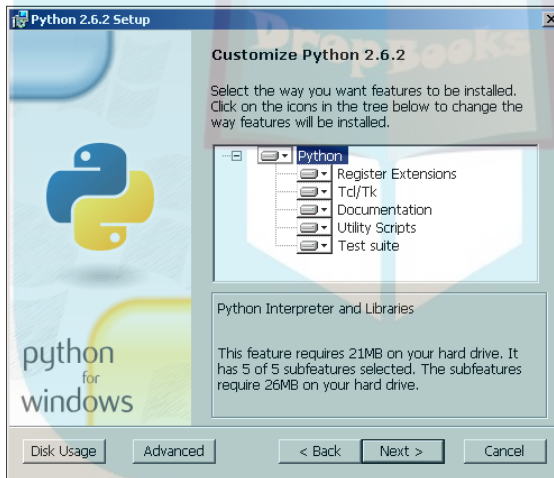 Python 2.6.2 Setup
DropBooks
Customize Python 2.6.2
Select the way you want features to be installed.
Click on the icons in the tree below to change the
way features will be installed.
Python
Register Extensions
Tcl/Tk
Documentation
Utility Scripts
Test suite
Python Interpreter and Libraries
This feature requires 21MB on your hard drive. It
has 5 of 5 subfeatures selected. The subfeatures
require 26MB on your hard drive.
python
for
windows
Disk Usage
Advanced
< Back
Next >
Cancel